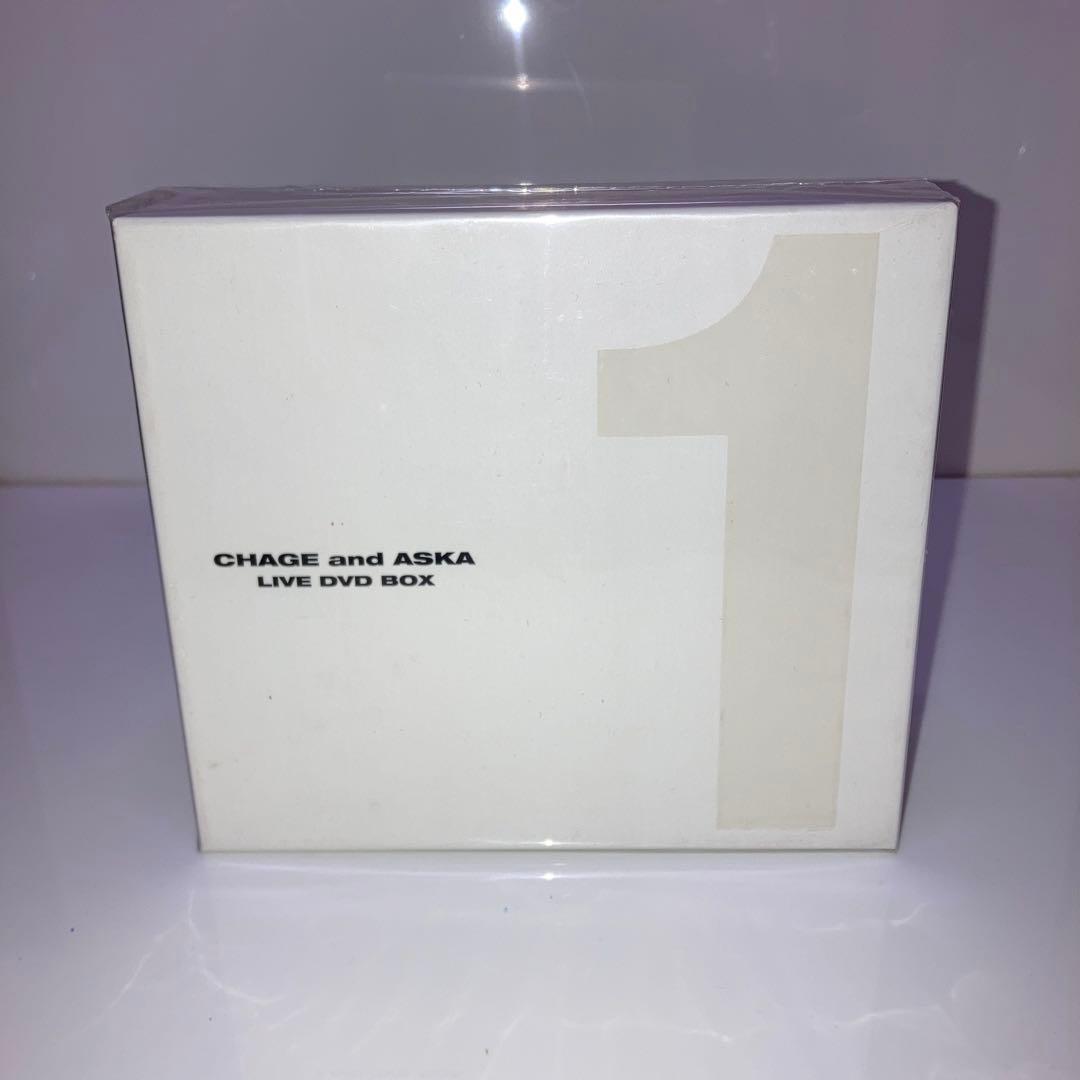 CHAGE and ASKA
LIVE DVD BOX
1